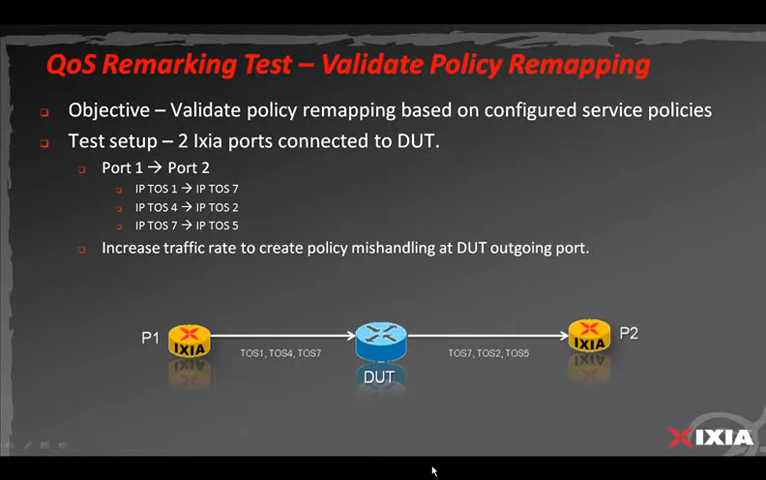 QoS Remarking Test – Validate Policy Remapping
Objective – Validate policy remapping based on configured service policies
Test setup – 2 Ixia ports connected to DUT.
Port 1 → Port 2
IP TOS 1 → IP TOS 7
IP TOS 4 → IP TOS 2
IP TOS 7 → IP TOS 5
Increase traffic rate to create policy mishandling at DUT outgoing port.
P1
IXIA
TOS1, TOS4, TOS7
DUT
TOS7, TOS2, TOS5
IXIA
P2
IXIA